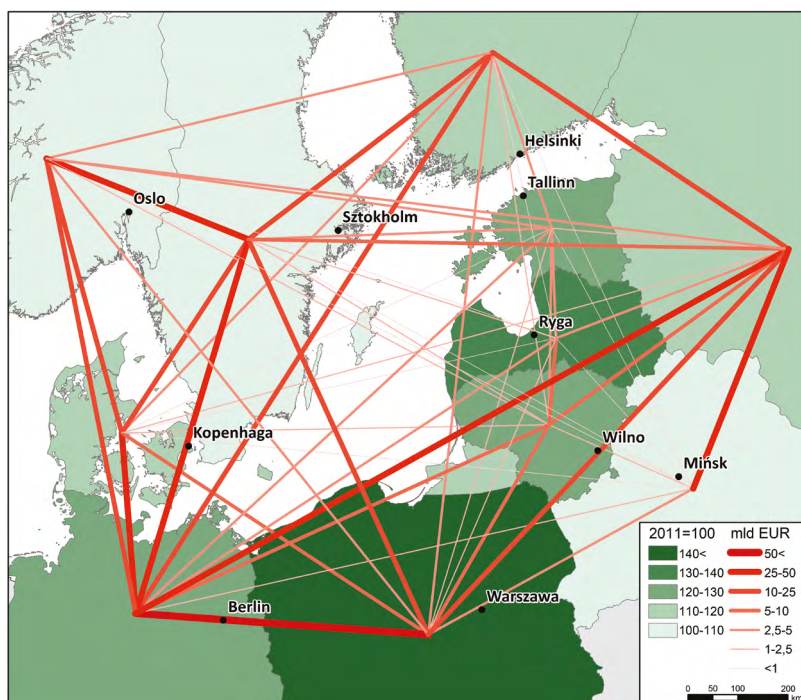 Helsinki
Tallinn
Oslo
Sztokholm
Ryga
Kopenhaga
Wilno
Mińsk
Berlin
Warszawa
2011=100 mld EUR
140< 50<
130-140 25-50
120-130 10-25
110-120 5-10
100-110 2,5-5
1-2,5
<1
0 50 100 200
km